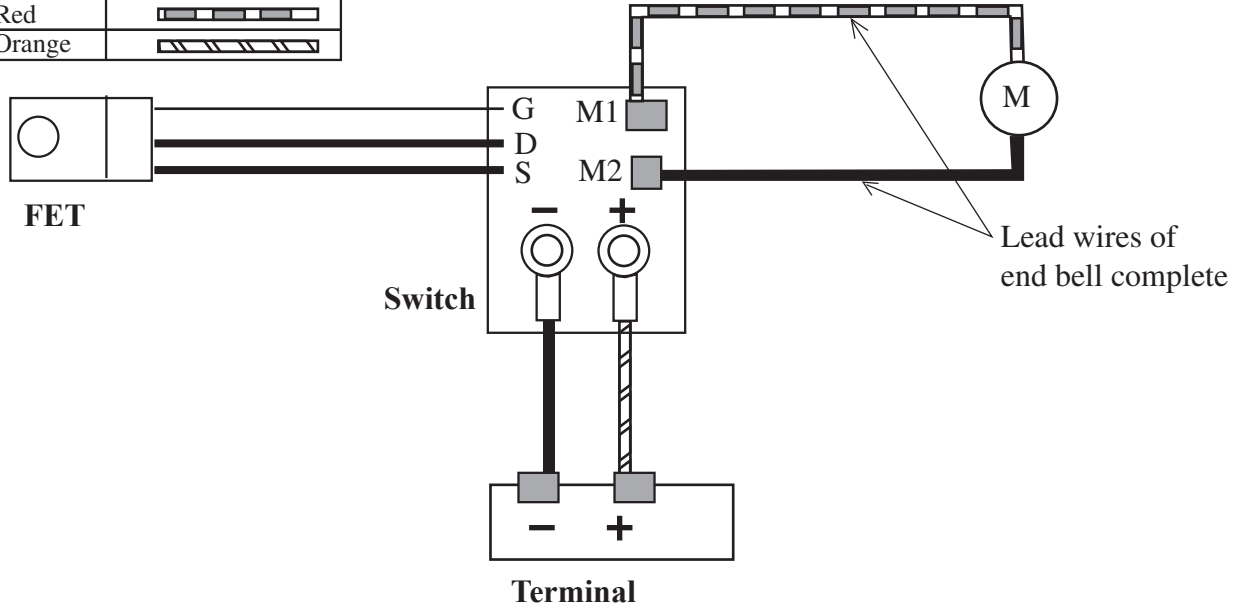 Red
Orange
G
D
S
M1
M2
M
FET
− +
Switch
Lead wires of
end bell complete
− +
Terminal